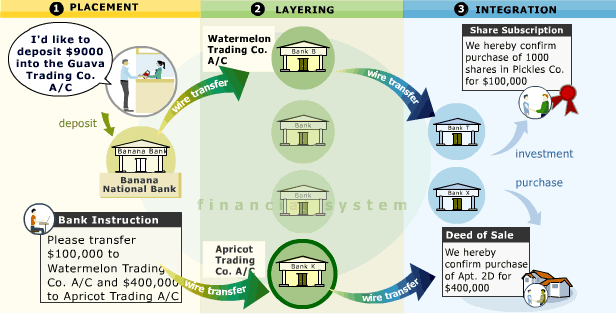 1 PLACEMENT
2 LAYERING
3 INTEGRATION
I'd like to
deposit $9000
into the Guava
Trading Co.
A/C
deposit
Banana Bank
Banana
National Bank
wire transfer
Bank Instruction
Please transfer
$100,000 to
Watermelon Trading
Co. A/C and $400,000
to Apricot Trading A/C
wire transfer
Watermelon
Trading Co.
A/C
Bank B
Bank
Bank
financial system
Apricot
Trading
Co. A/C
Bank K
wire transfer
wire transfer
Share Subscription
We hereby confirm
purchase of 1000
shares in Pickles Co.
for $100,000
Bank T
investment
Bank X
purchase
Deed of Sale
We hereby
confirm purchase
of Apt. 2D for
$400,000